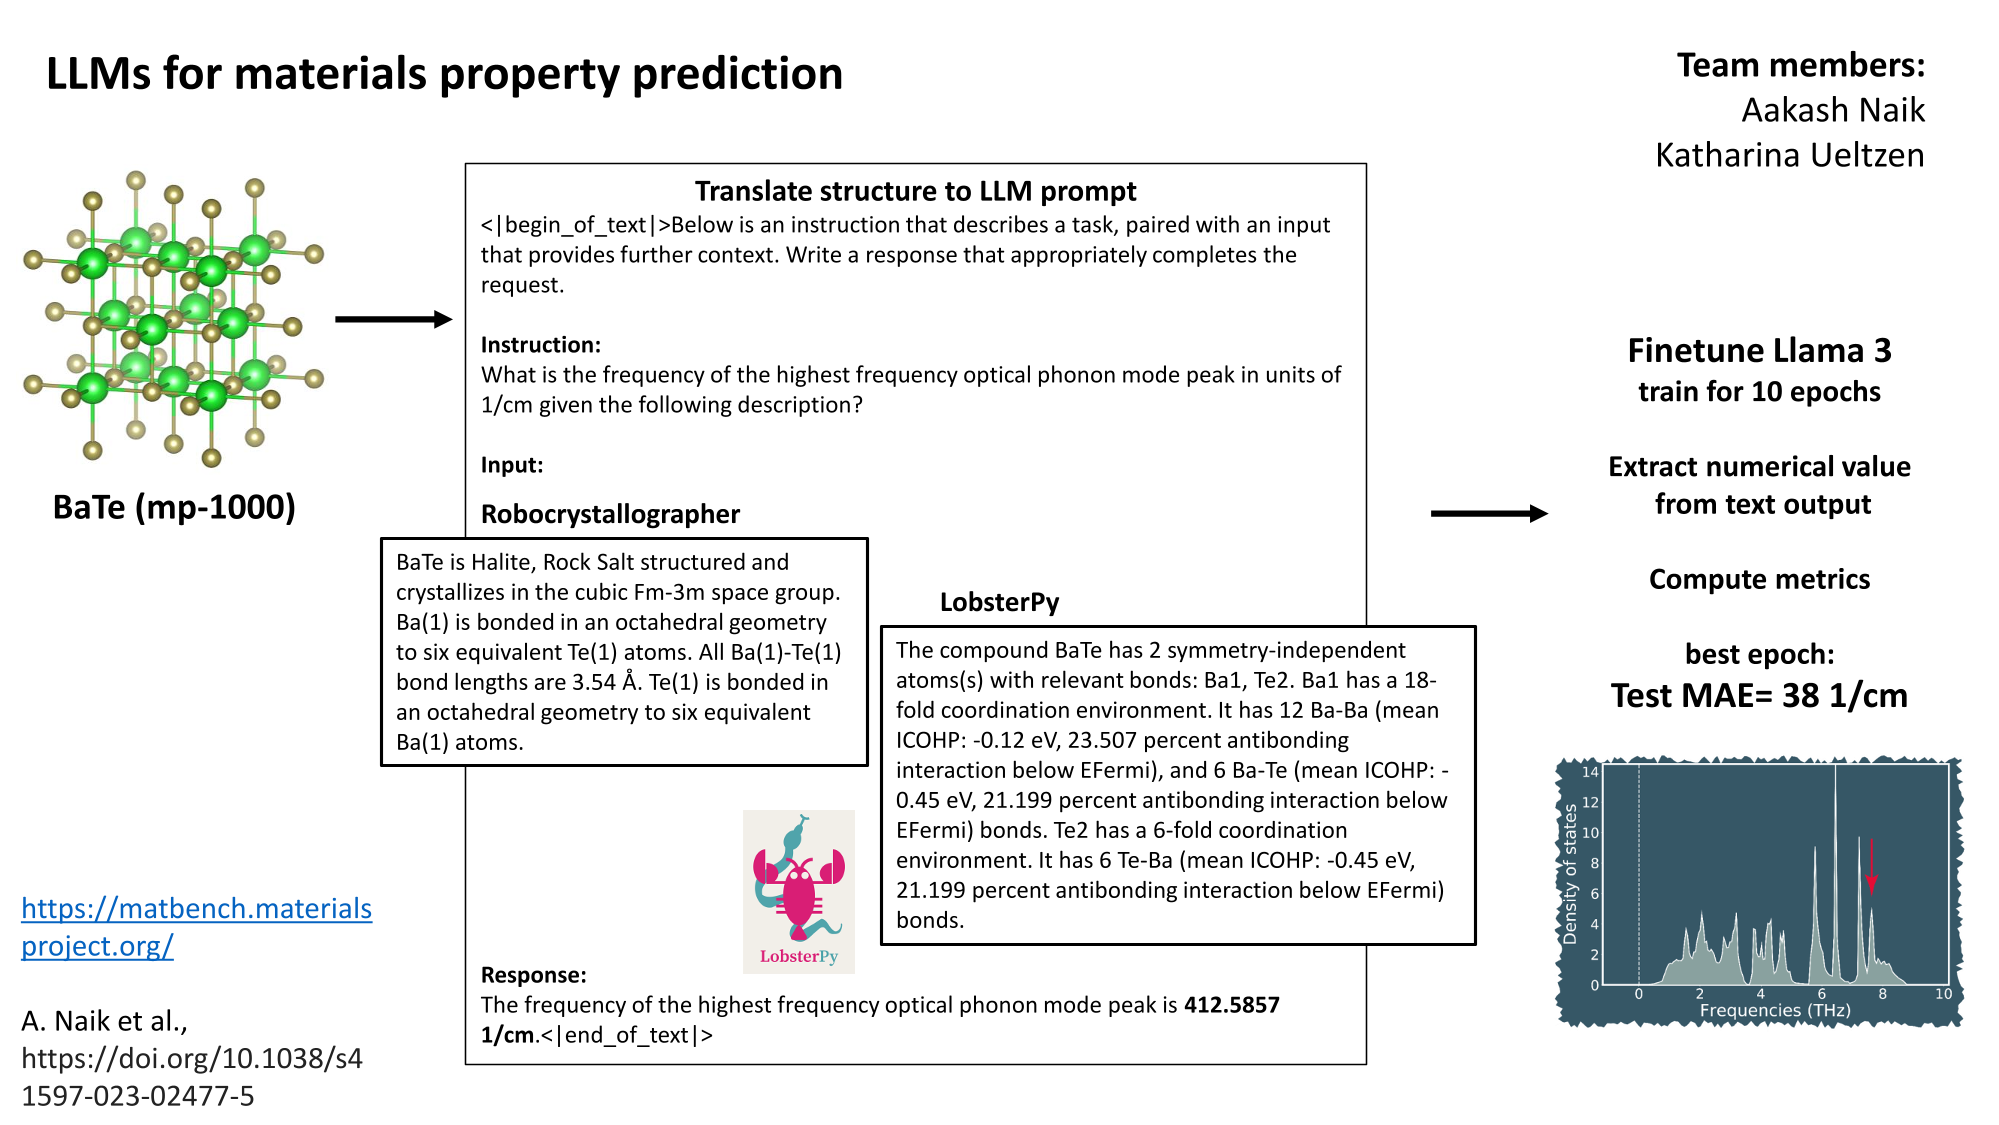 LLMs for materials property prediction
Team members:
Aakash Naik
Katharina Ueltzen
BaTe (mp-1000)
Translate structure to LLM prompt
<|begin_of_text|>Below is an instruction that describes a task, paired with an input
that provides further context. Write a response that appropriately completes the
request.
Instruction:
What is the frequency of the highest frequency optical phonon mode peak in units of
1/cm given the following description?
Input:
Robocrystallographer
BaTe is Halite, Rock Salt structured and
crystallizes in the cubic Fm-3m space group.
Ba(1) is bonded in an octahedral geometry
to six equivalent Te(1) atoms. All Ba(1)-Te(1)
bond lengths are 3.54 Å. Te(1) is bonded in
an octahedral geometry to six equivalent
Ba(1) atoms.
LobsterPy
The compound BaTe has 2 symmetry-independent
atoms(s) with relevant bonds: Ba1, Te2. Ba1 has a 18-
fold coordination environment. It has 12 Ba-Ba (mean
ICOHP: -0.12 eV, 23.507 percent antibonding
interaction below EFermi), and 6 Ba-Te (mean ICOHP: -
0.45 eV, 21.199 percent antibonding interaction below
EFermi) bonds. Te2 has a 6-fold coordination
environment. It has 6 Te-Ba (mean ICOHP: -0.45 eV,
21.199 percent antibonding interaction below EFermi)
bonds.
LobsterPy
Response:
The frequency of the highest frequency optical phonon mode peak is 412.5857
1/cm.<|end_of_text|>
Finetune Llama 3
train for 10 epochs
Extract numerical value
from text output
Compute metrics
best epoch:
Test MAE= 38 1/cm
Density of states
14
12
10
8
6
4
2
0
0 2 4 6 8 10
Frequencies (THz)
https://matbench.materials
project.org/
A. Naik et al.,
https://doi.org/10.1038/s4
1597-023-02477-5